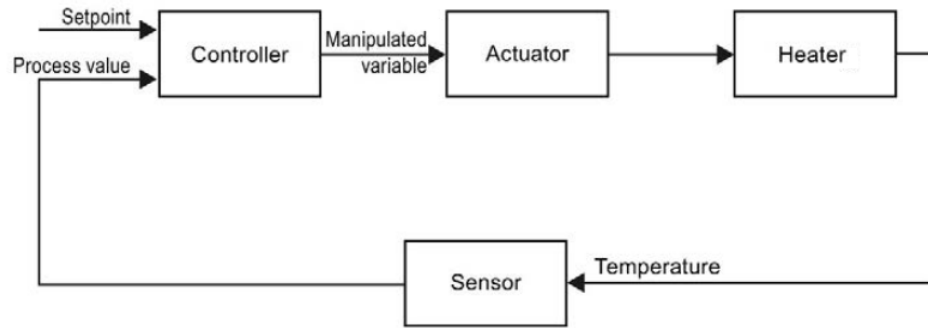 Setpoint
Process value
Controller
Manipulated
variable
Actuator
Heater
Sensor
Temperature